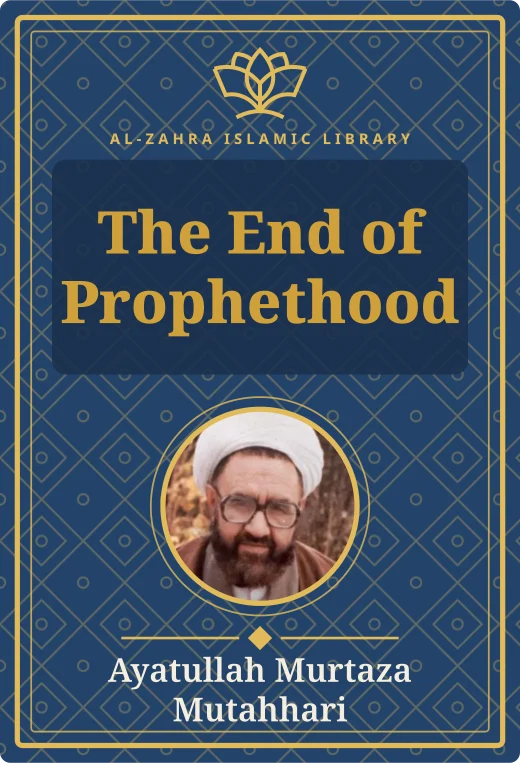 AL-ZAHRA ISLAMIC LIBRARY
The End of
Prophethood
Ayatullah Murtaza
Mutahhari